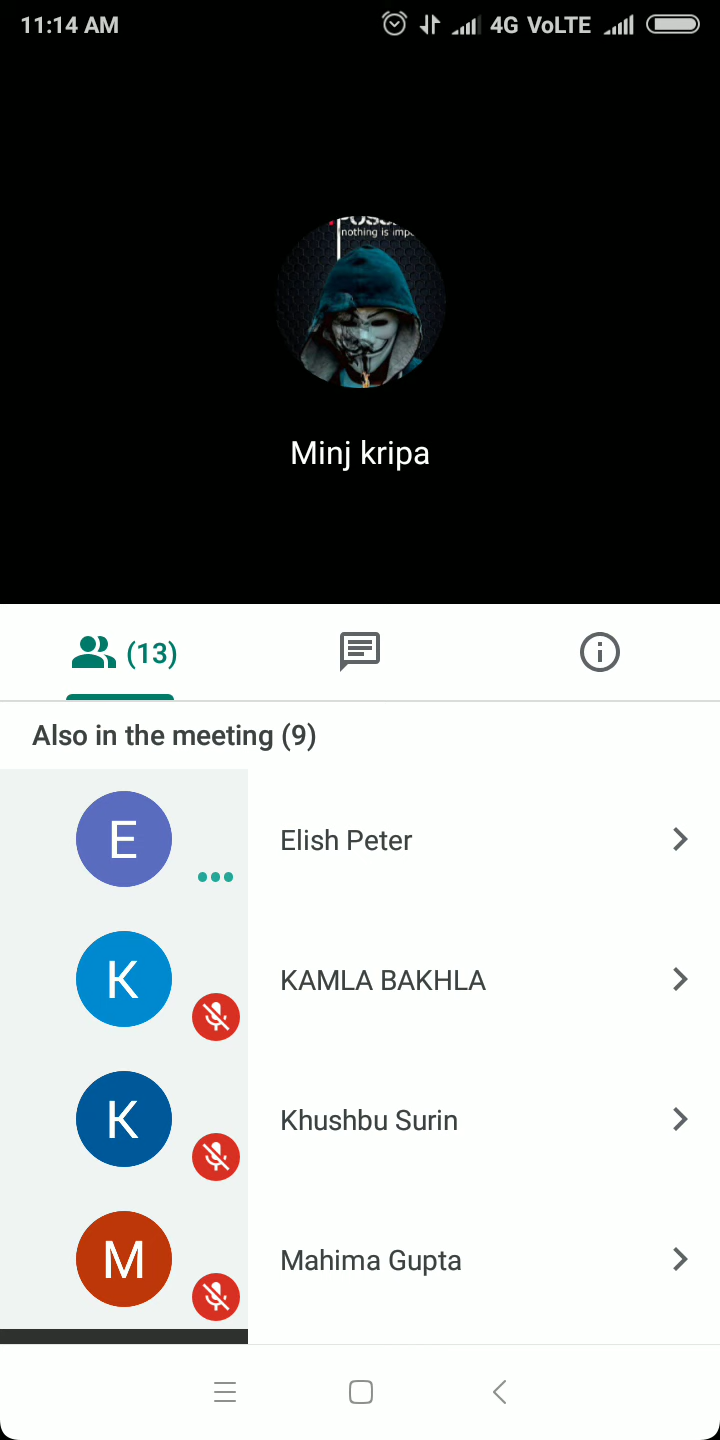 11:14 AM
4G VoLTE
nothing is imp
Minj kripa
(13)
Also in the meeting (9)
E
Elish Peter
K
KAMLA BAKHLA
K
Khushbu Surin
M
Mahima Gupta